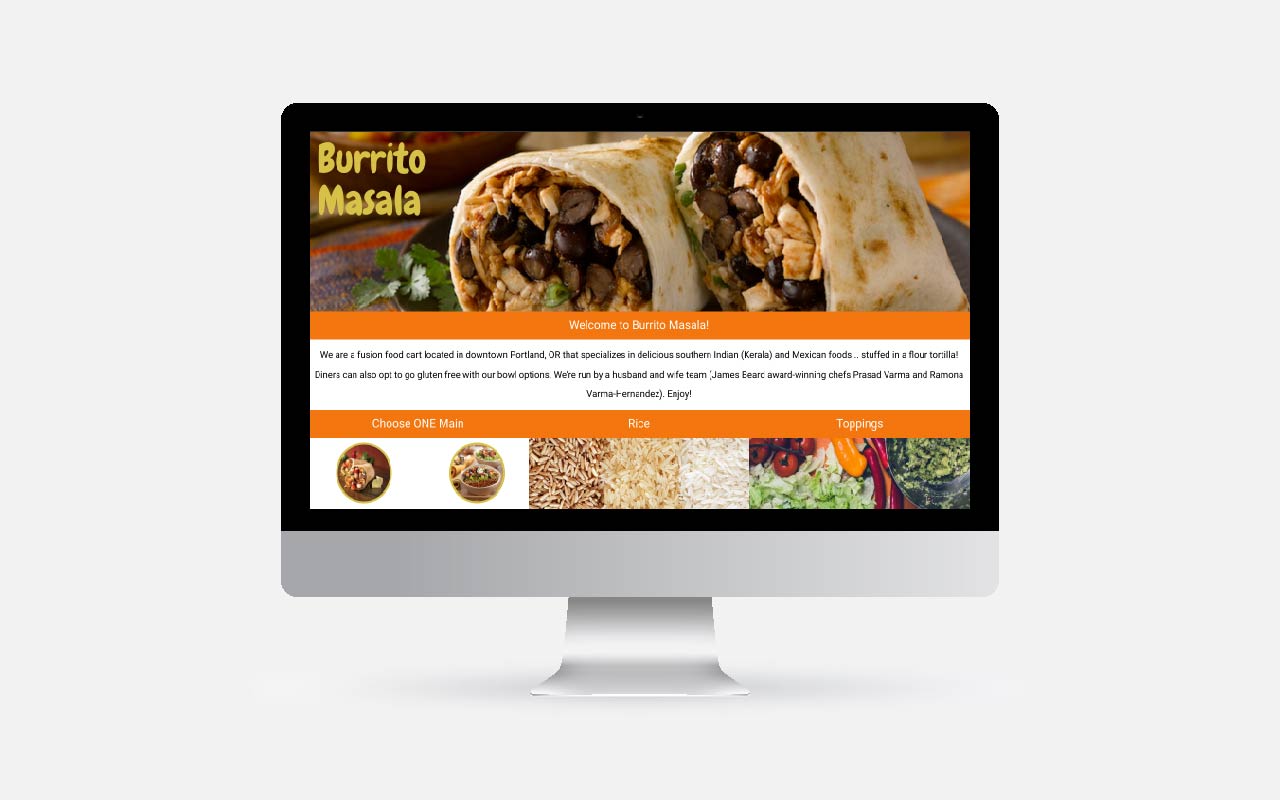 Burrito
Masala
Welcome to Burrito Masala!
We are a fusion food cart located in downtown Portland, OR that specializes in delicious southern Indian (Kerala) and Mexican foods... stuffed in a flour tortilla!
Diners can also opt to go gluten free with our bowl options. We're run by a husband and wife team (James Beard award-winning chefs Prasad Varma and Ramona
Varma-Hernandez). Enjoy!
Choose ONE Main
Rice
Toppings